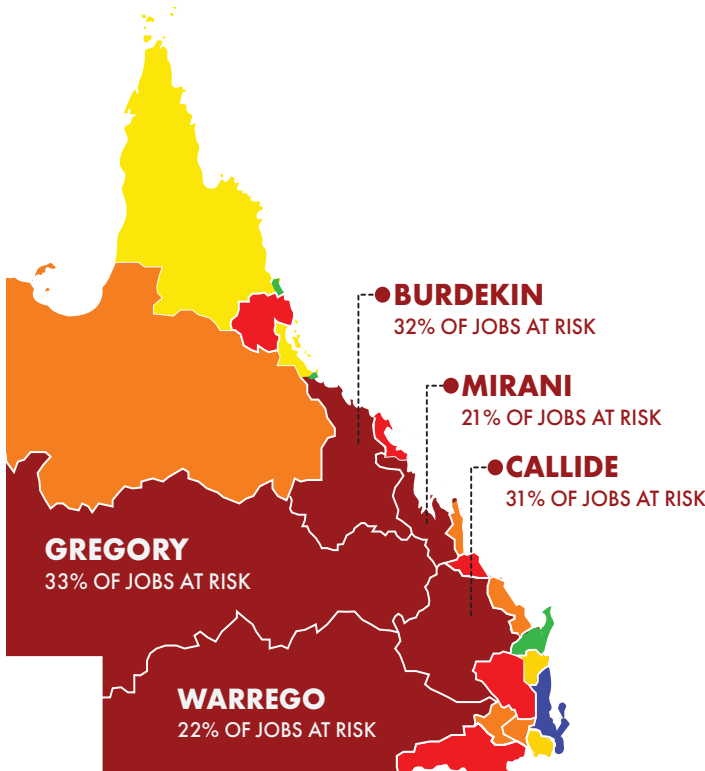 BURDEKIN
32% OF JOBS AT RISK
MIRANI
21% OF JOBS AT RISK
CALLIDE
31% OF JOBS AT RISK
GREGORY
33% OF JOBS AT RISK
WARREGO
22% OF JOBS AT RISK